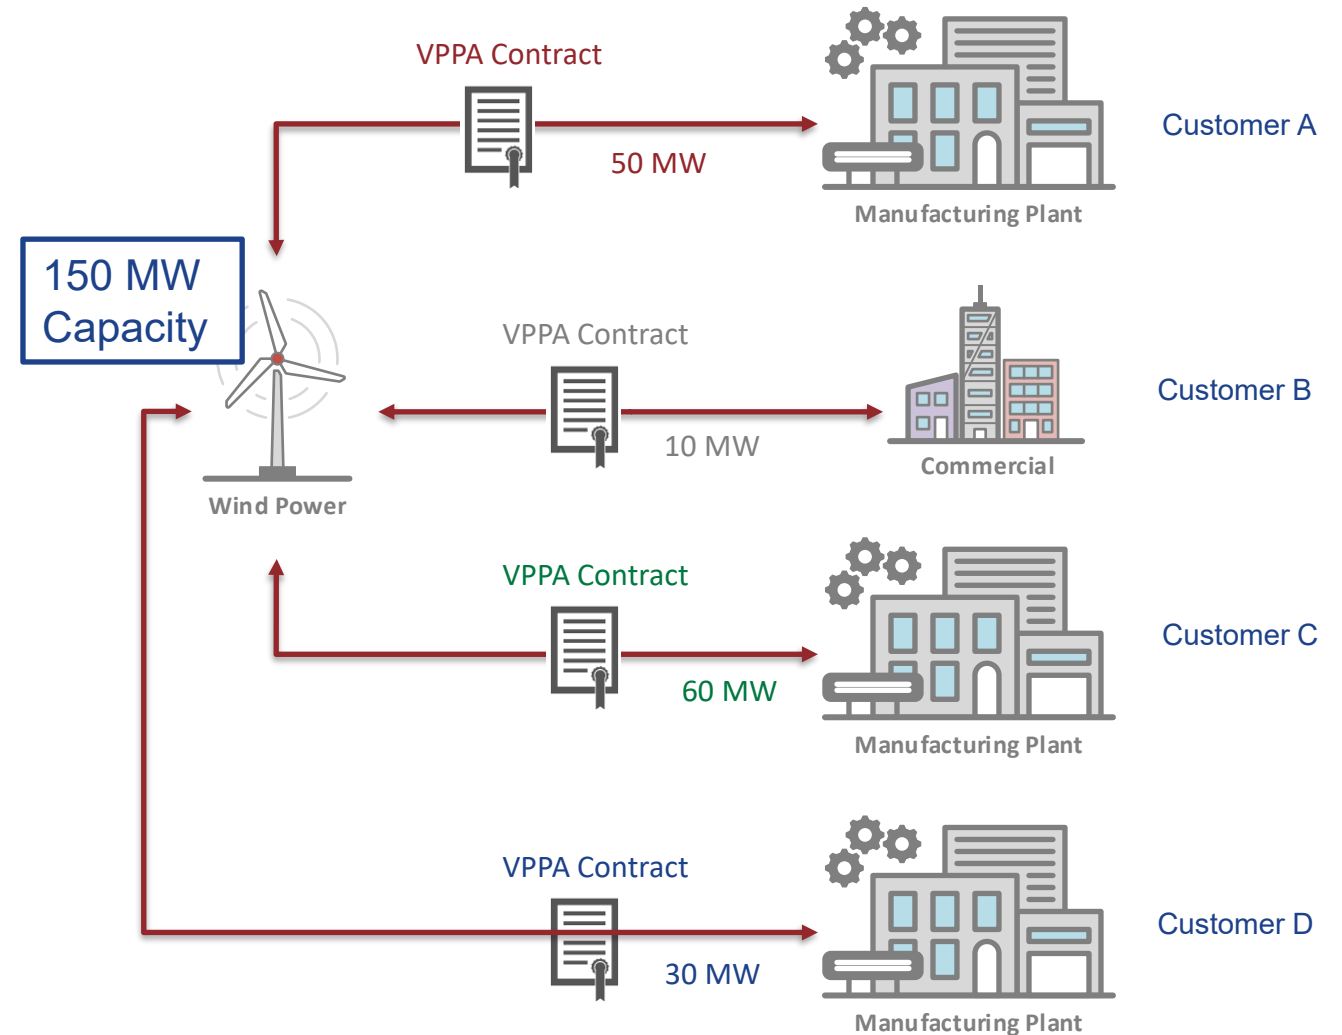 VPPA Contract
50 MW
Manufacturing Plant
Customer A
150 MW
Capacity
Wind Power
VPPA Contract
10 MW
Commercial
Customer B
VPPA Contract
60 MW
Manufacturing Plant
Customer C
VPPA Contract
30 MW
Manufacturing Plant
Customer D